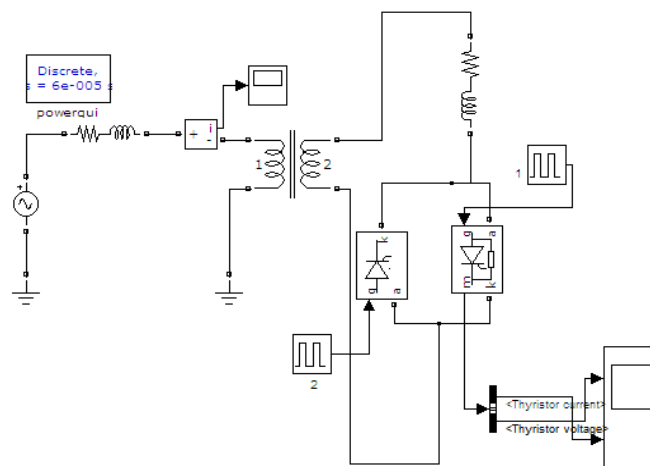 Discrete,
s = 6e-005 s
powergui
+
i
-
1
2
1
g
a
m
k
k
g
a
+
2
<Thyristor current>
<Thyristor voltage>